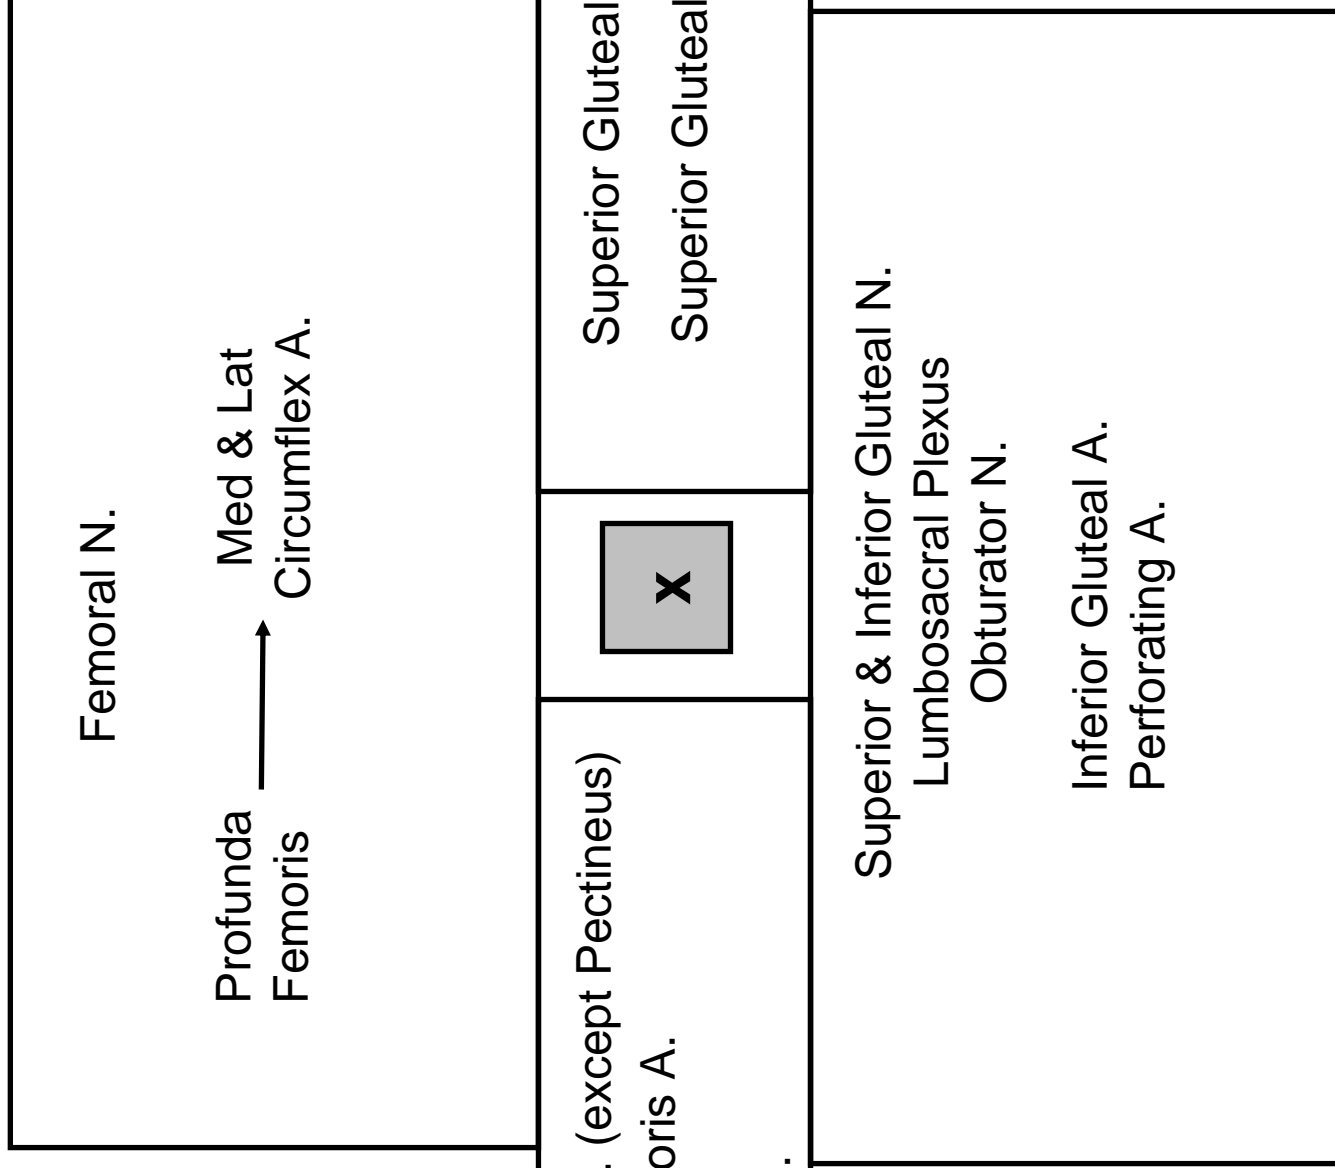 Femoral N.
Profunda
Femoris
Med & Lat
Circumflex A.
. (except Pectineus)
oris A.
.
x
Superior Gluteal
Superior Gluteal
Superior & Inferior Gluteal N.
Lumbosacral Plexus
Obturator N.
Inferior Gluteal A.
Perforating A.